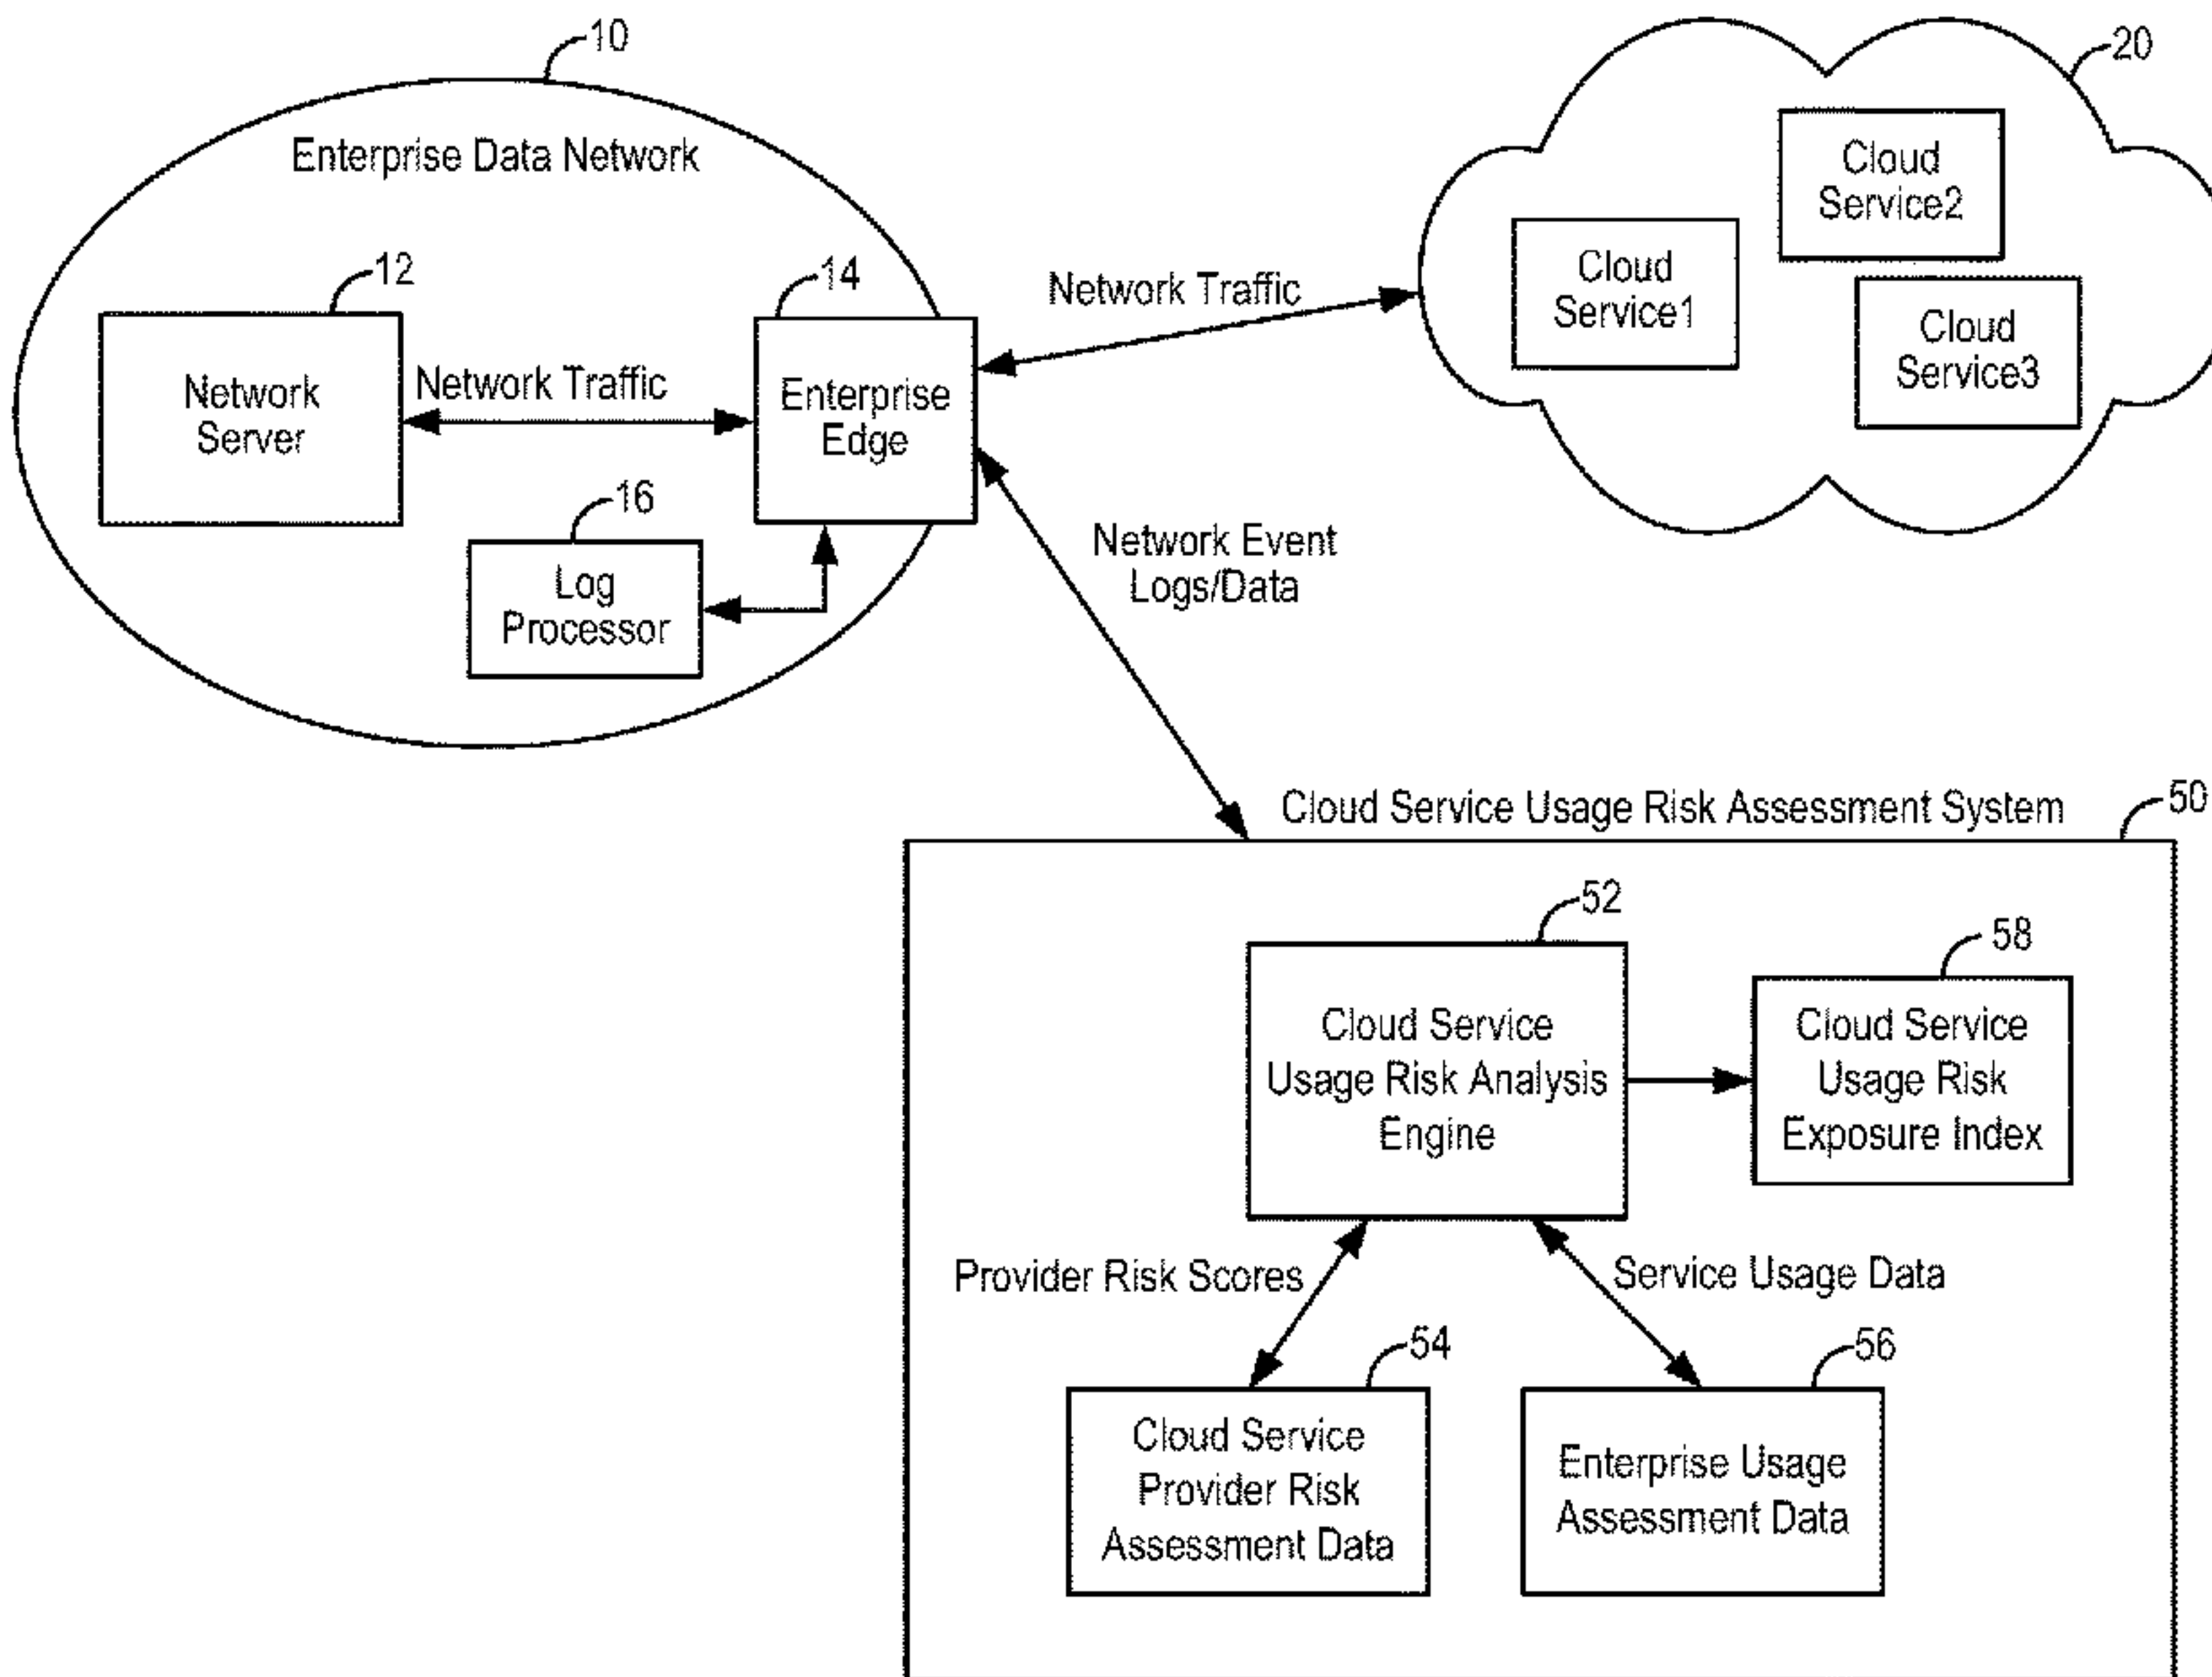 10
Enterprise Data Network
12
Network
Server
Network Traffic
14
Enterprise
Edge
16
Log
Processor
Network Traffic
20
Cloud
Service1
Cloud
Service2
Cloud
Service3
Network Event
Logs/Data
Cloud Service Usage Risk Assessment System
50
52
Cloud Service
Usage Risk Analysis
Engine
58
Cloud Service
Usage Risk
Exposure Index
Provider Risk Scores
Service Usage Data
54
Cloud Service
Provider Risk
Assessment Data
56
Enterprise Usage
Assessment Data